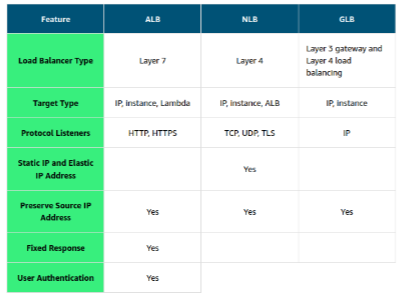 Feature ALB NLB GLB
Load Balancer Type Layer 7 Layer 4 Layer 3 gateway and
Layer 4 load
balancing
Target Type IP, Instance, Lambda IP, Instance, ALB IP, Instance
Protocol Listeners HTTP, HTTPS TCP, UDP, TLS IP
Static IP and Elastic
IP Address Yes
Preserve Source IP
Address Yes Yes Yes
Fixed Response Yes
User Authentication Yes